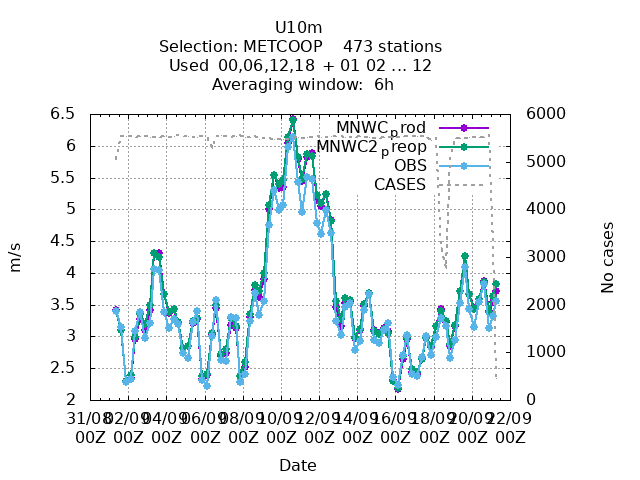 U10m
Selection: METCOOP 473 stations
Used 00,06,12,18 + 01 02 ... 12
Averaging window: 6h
MNWC_prod
MNWC2_preop
OBS
CASES
6.5
6
5.5
5
4.5
4
3.5
3
2.5
2
m/s
6000
5000
4000
3000
2000
1000
0
No cases
31/08 02/09 04/09 06/09 08/09 10/09 12/09 14/09 16/09 18/09 20/09 22/09
00Z 00Z 00Z 00Z 00Z 00Z 00Z 00Z 00Z 00Z 00Z 00Z
Date